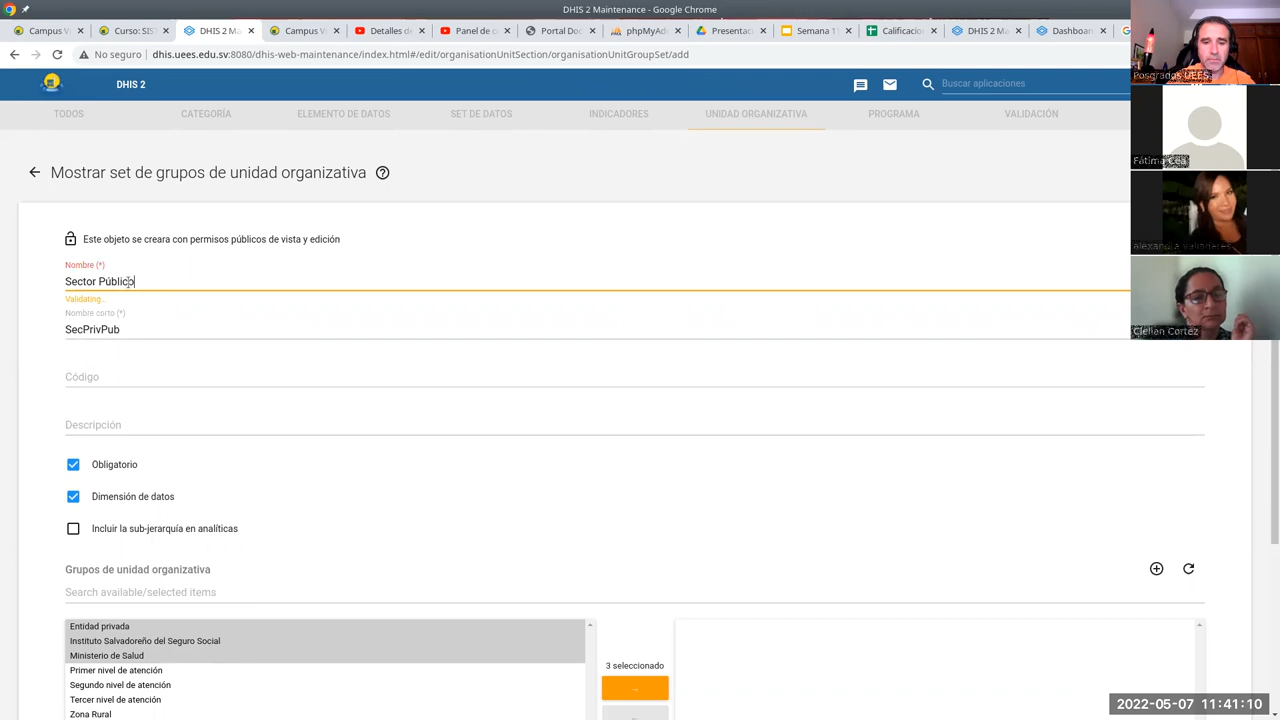 DHIS 2 Maintenance - Google Chrome
Campus V
Curso: SIS
DHIS 2 Ma
Campus V
Detalles de
Panel de
Portal Doc
phpMyAd
Presentac
Semana 1
Calificacio
DHIS 2 M
Dashboar
No seguro dhis.uees.edu.sv:8080/dhis-web-maintenance/index.html#/edit/organisationUnitSection/organisationUnitGroupSet/add
DHIS 2
Buscar aplicaciones
TODOS CATEGORÍA ELEMENTO DE DATOS SET DE DATOS INDICADORES UNIDAD ORGANIZATIVA PROGRAMA VALIDACIÓN
Mostrar set de grupos de unidad organizativa
Este objeto se creara con permisos públicos de vista y edición
Nombre (*)
Sector Público
Validating...
Nombre corto (*)
SecPrivPub
Código
Descripción
Obligatorio
Dimensión de datos
Incluir la sub-jerarquía en analíticas
Grupos de unidad organizativa
Search available/selected items
Entidad privada
Instituto Salvadoreño del Seguro Social
Ministerio de Salud
Primer nivel de atención
Segundo nivel de atención
Tercer nivel de atención
Zona Rural
3 seleccionado
→
Posgrados UEES
Fátima Cea
Clelian Cortez
2022-05-07 11:41:10